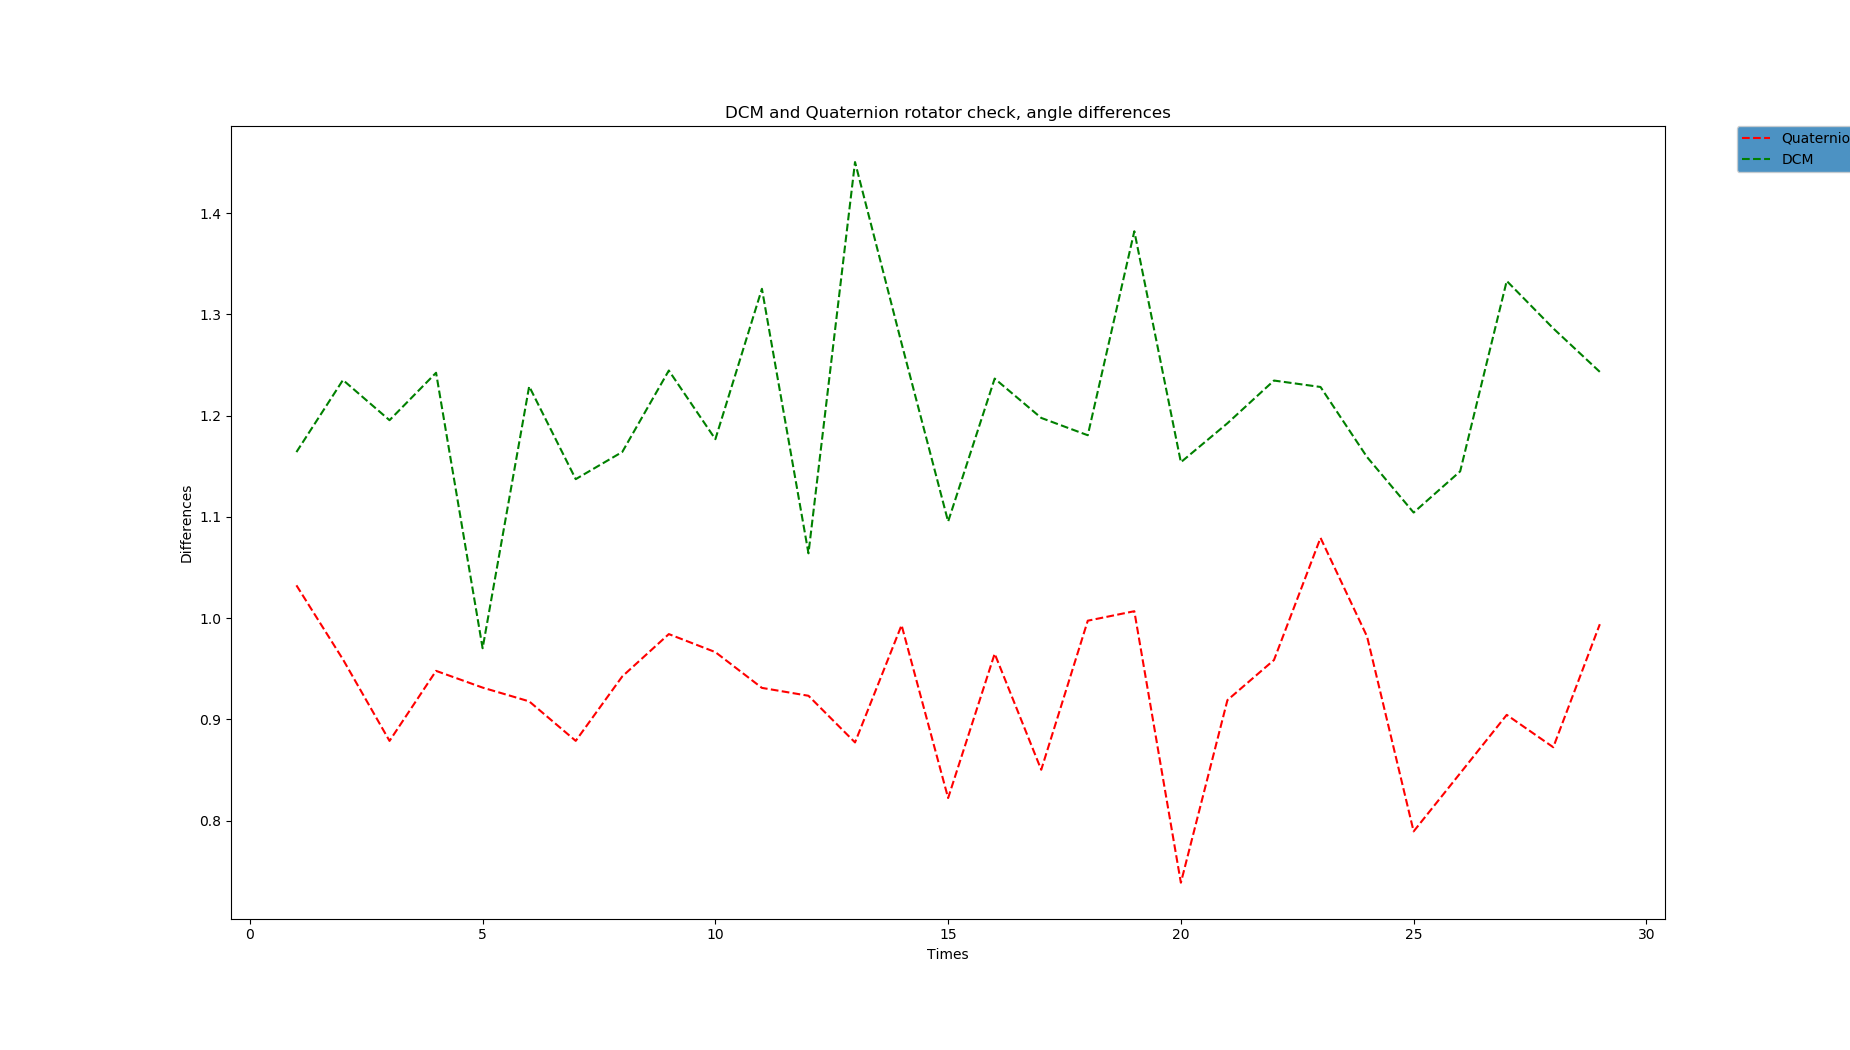 DCM and Quaternion rotator check, angle differences
Quaternio
DCM
1.4
1.3
1.2
1.1
1.0
0.9
0.8
Differences
0 5 10 15 20 25 30
Times